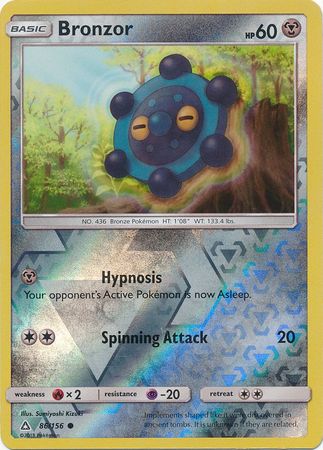 BASIC Bronzor HP60
NO. 436 Bronze Pokémon HT: 1'08" WT: 133.4 lbs.
Hypnosis
Your opponent's Active Pokémon is now Asleep.
Spinning Attack 20
weakness ×2 resistance -20 retreat
Illus. Sumiyoshi Kizuki
86/156
©2018 Pokémon
Implements shaped like it were discovered in
ancient tombs. It is unknown if they are related.